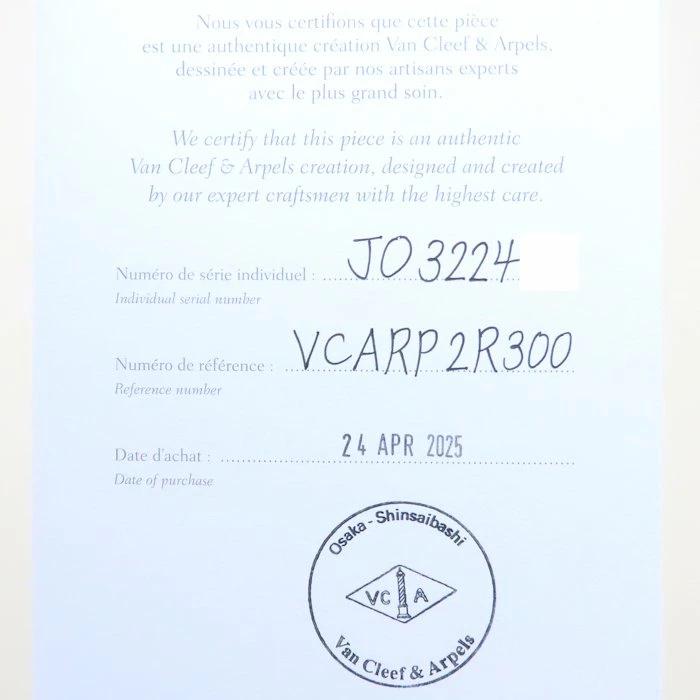 Nous vous certifions que cette pièce
est une authentique création Van Cleef & Arpels,
dessinée et créée par nos artisans experts
avec le plus grand soin.
We certify that this piece is an authentic
Van Cleef & Arpels creation, designed and created
by our expert craftsmen with the highest care.
Numéro de série individuel : JO3224
Individual serial number
Numéro de référence : VCARP2R300
Reference number
Date d'achat : 24 APR 2025
Date of purchase
Osaka - Shinsaibashi
VC A
Van Cleef & Arpels